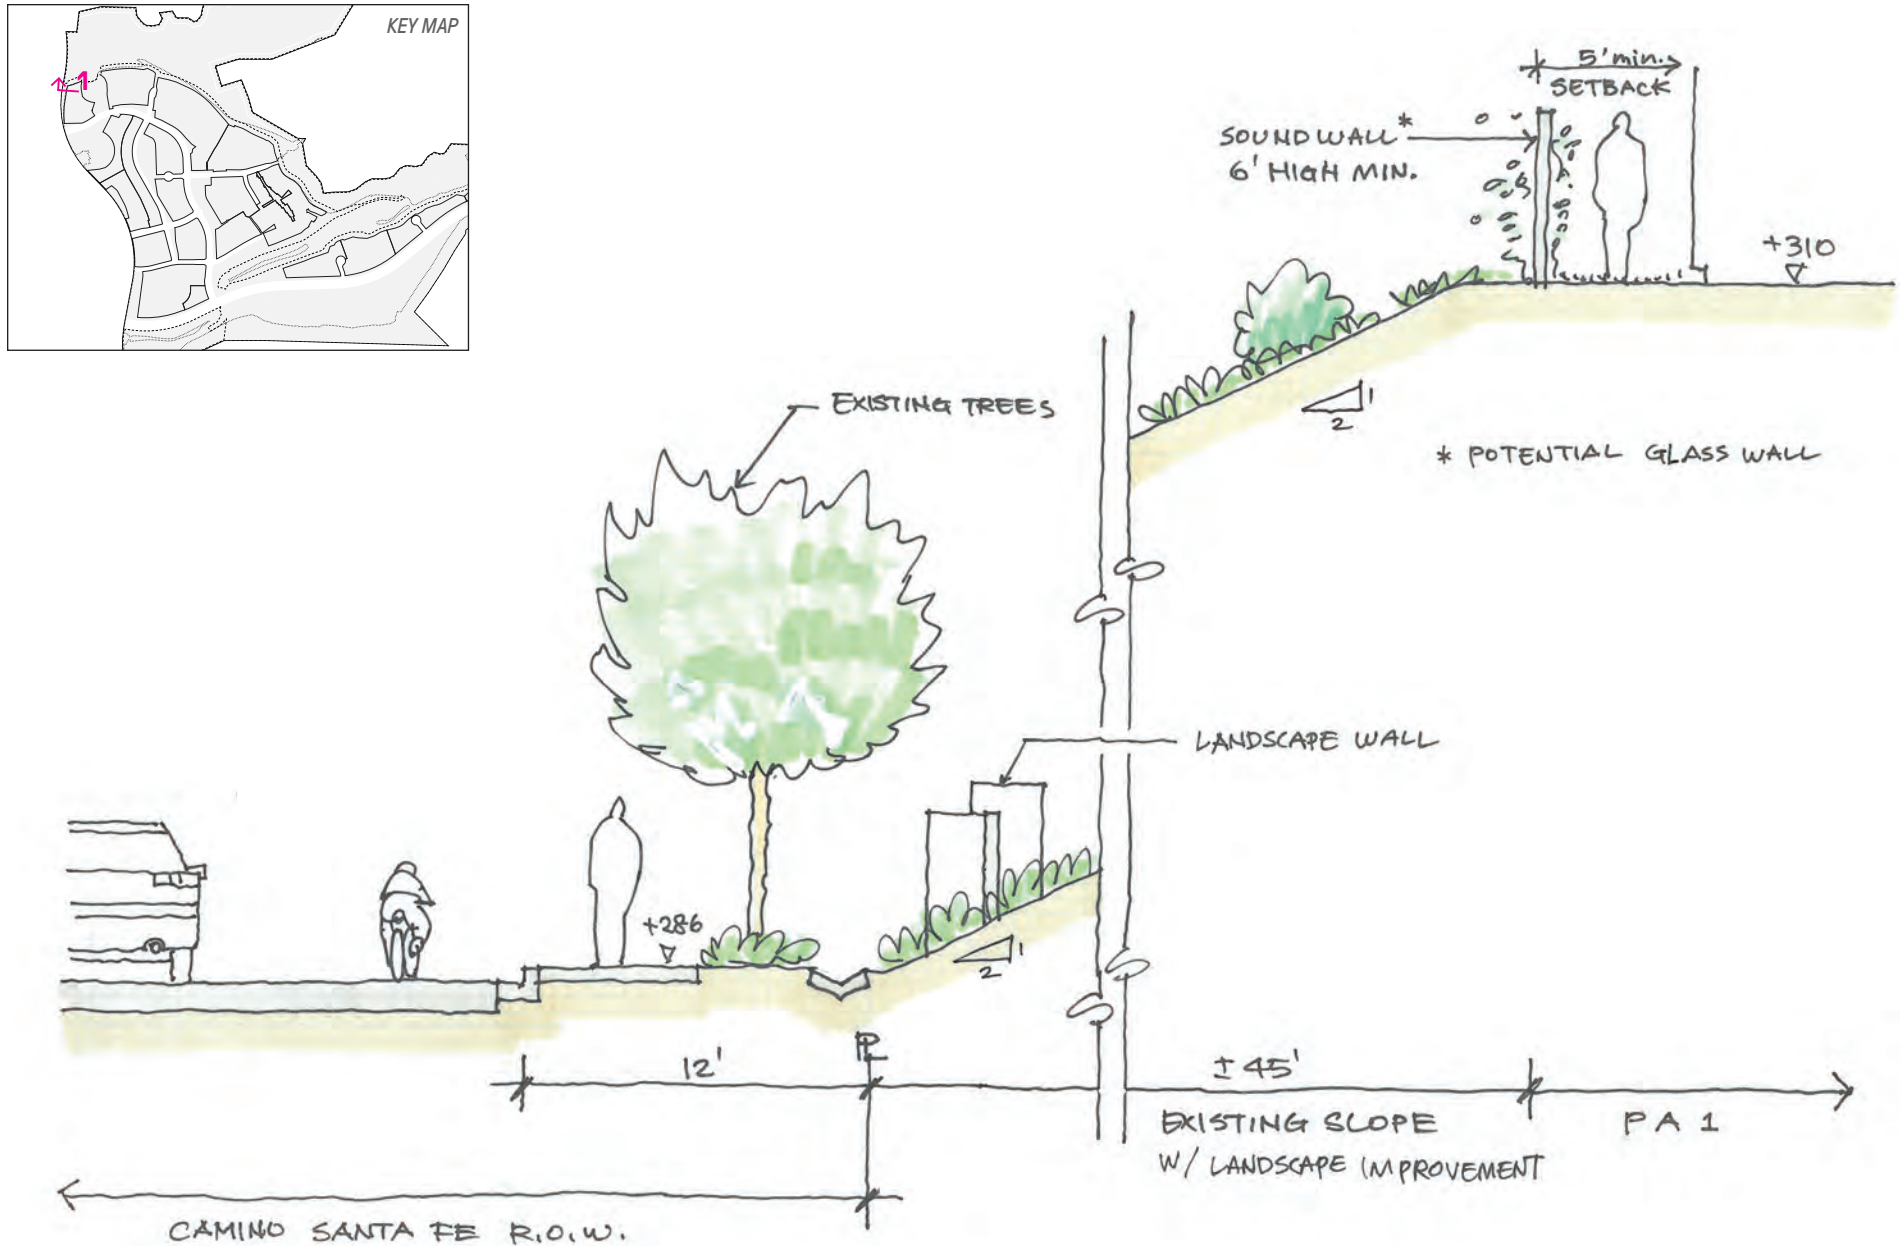 KEY MAP
1
5' min.
SETBACK
SOUNDWALL*
6' HIGH MIN.
+310
EXISTING TREES
1
2
* POTENTIAL GLASS WALL
LANDSCAPE WALL
+286
1
2
PL
12'
±45'
EXISTING SLOPE
W/ LANDSCAPE IMPROVEMENT
PA 1
CAMINO SANTA FE R.O.W.